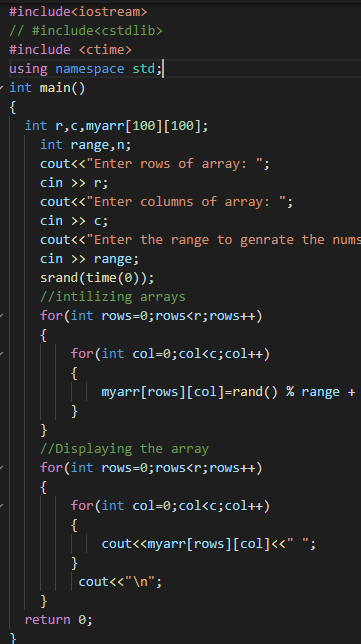 #include<iostream>
// #include<cstdlib>
#include <ctime>
using namespace std;
int main()
{
int r,c,myarr[100][100];
int range,n;
cout<<"Enter rows of array: ";
cin >> r;
cout<<"Enter columns of array: ";
cin >> c;
cout<<"Enter the range to genrate the nums
cin >> range;
srand(time(0));
//intilizing arrays
for(int rows=0;rows<r;rows++)
{
for(int col=0;col<c;col++)
{
myarr[rows][col]=rand() % range +
}
}
//Displaying the array
for(int rows=0;rows<r;rows++)
{
for(int col=0;col<c;col++)
{
cout<<myarr[rows][col]<<" ";
}
cout<<"\n";
}
return 0;
}